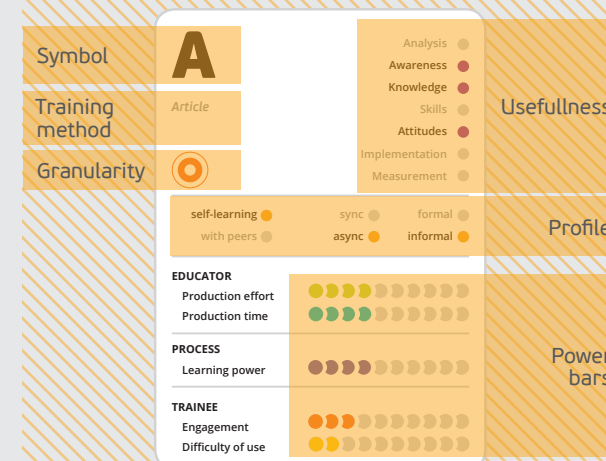 Symbol
A
Training
method
Article
Granularity
Analysis
Awareness
Knowledge
Skills
Attitudes
Implementation
Measurement
Usefullness
self-learning
sync
formal
with peers
async
informal
Profile
EDUCATOR
Production effort
Production time
PROCESS
Learning power
Power
bars
TRAINEE
Engagement
Difficulty of use